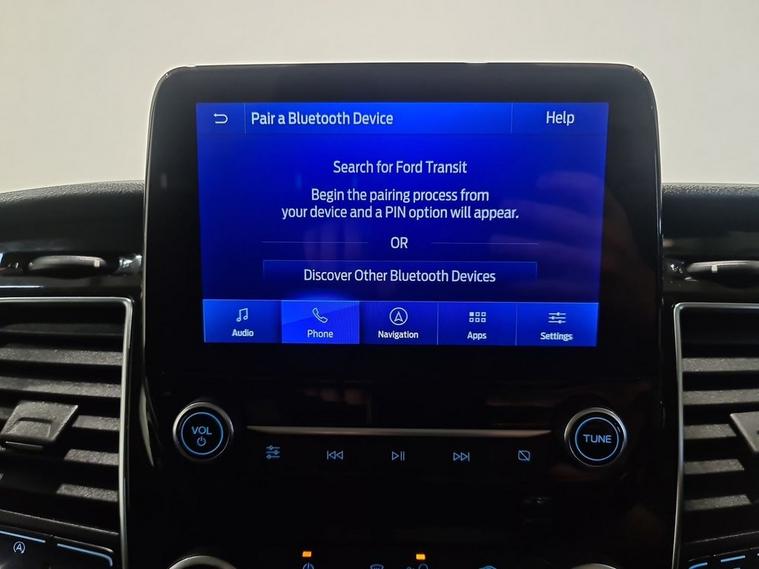 Pair a Bluetooth Device
Help
Search for Ford Transit
Begin the pairing process from
your device and a PIN option will appear.
OR
Discover Other Bluetooth Devices
Audio
Phone
Navigation
Apps
Settings
VOL
TUNE